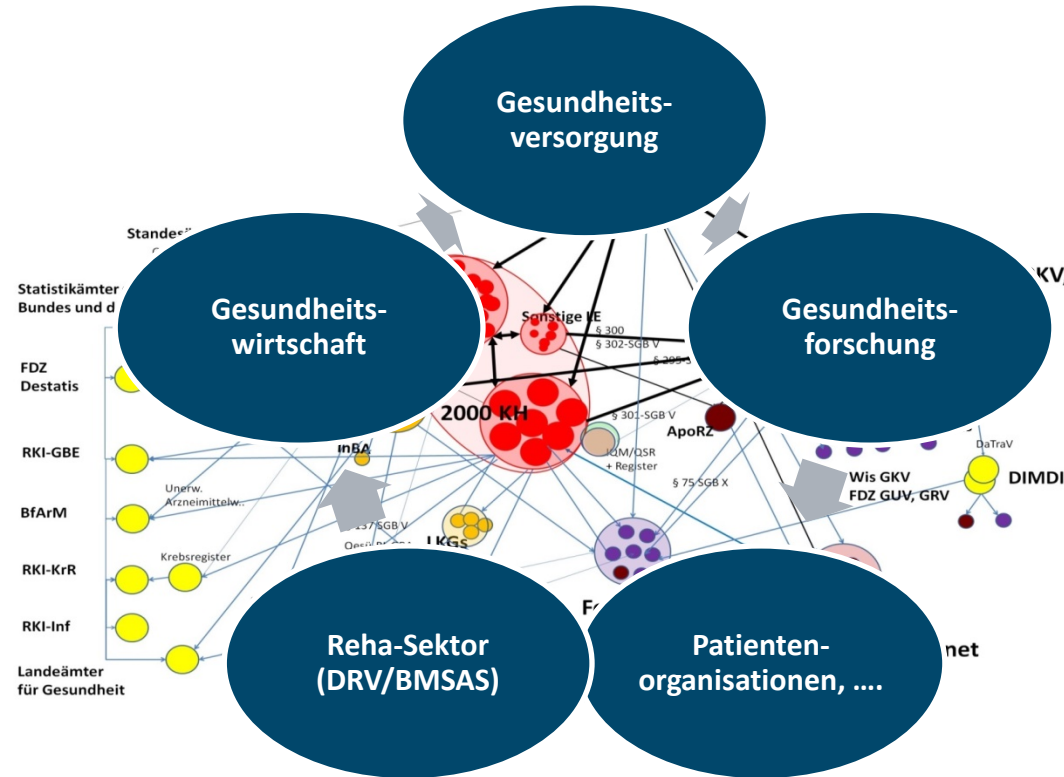 Gesundheits-
versorgung
Gesundheits-
wirtschaft
Gesundheits-
forschung
Reha-Sektor
(DRV/BMSAS)
Patienten-
organisationen, ....
Statistikämter
Bundes und d
FDZ
Destatis
RKI-GBE
BfArM
RKI-KrR
RKI-Inf
Landeämter
für Gesundheit
Unerw.
Arzneimittelw..
Krebsregister
Sonstige LE
§ 300
§ 302-SGB V
2000 KH
§ 301-SGB V
IQM/QSR
+ Register
ApoRZ
§ 75 SGB X
InBA
LKGs
Wis GKV
FDZ GUV, GRV
DaTraV
DIMDI
net